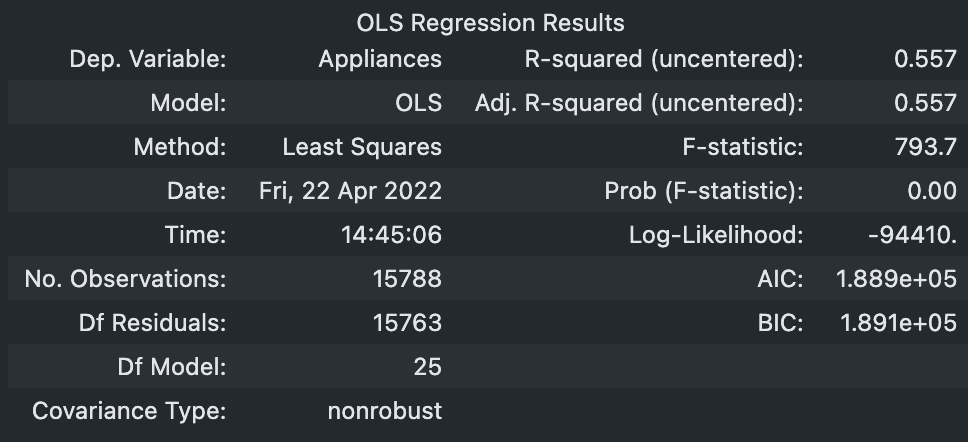 OLS Regression Results
Dep. Variable: Appliances R-squared (uncentered): 0.557
Model: OLS Adj. R-squared (uncentered): 0.557
Method: Least Squares F-statistic: 793.7
Date: Fri, 22 Apr 2022 Prob (F-statistic): 0.00
Time: 14:45:06 Log-Likelihood: -94410.
No. Observations: 15788 AIC: 1.889e+05
Df Residuals: 15763 BIC: 1.891e+05
Df Model: 25
Covariance Type: nonrobust